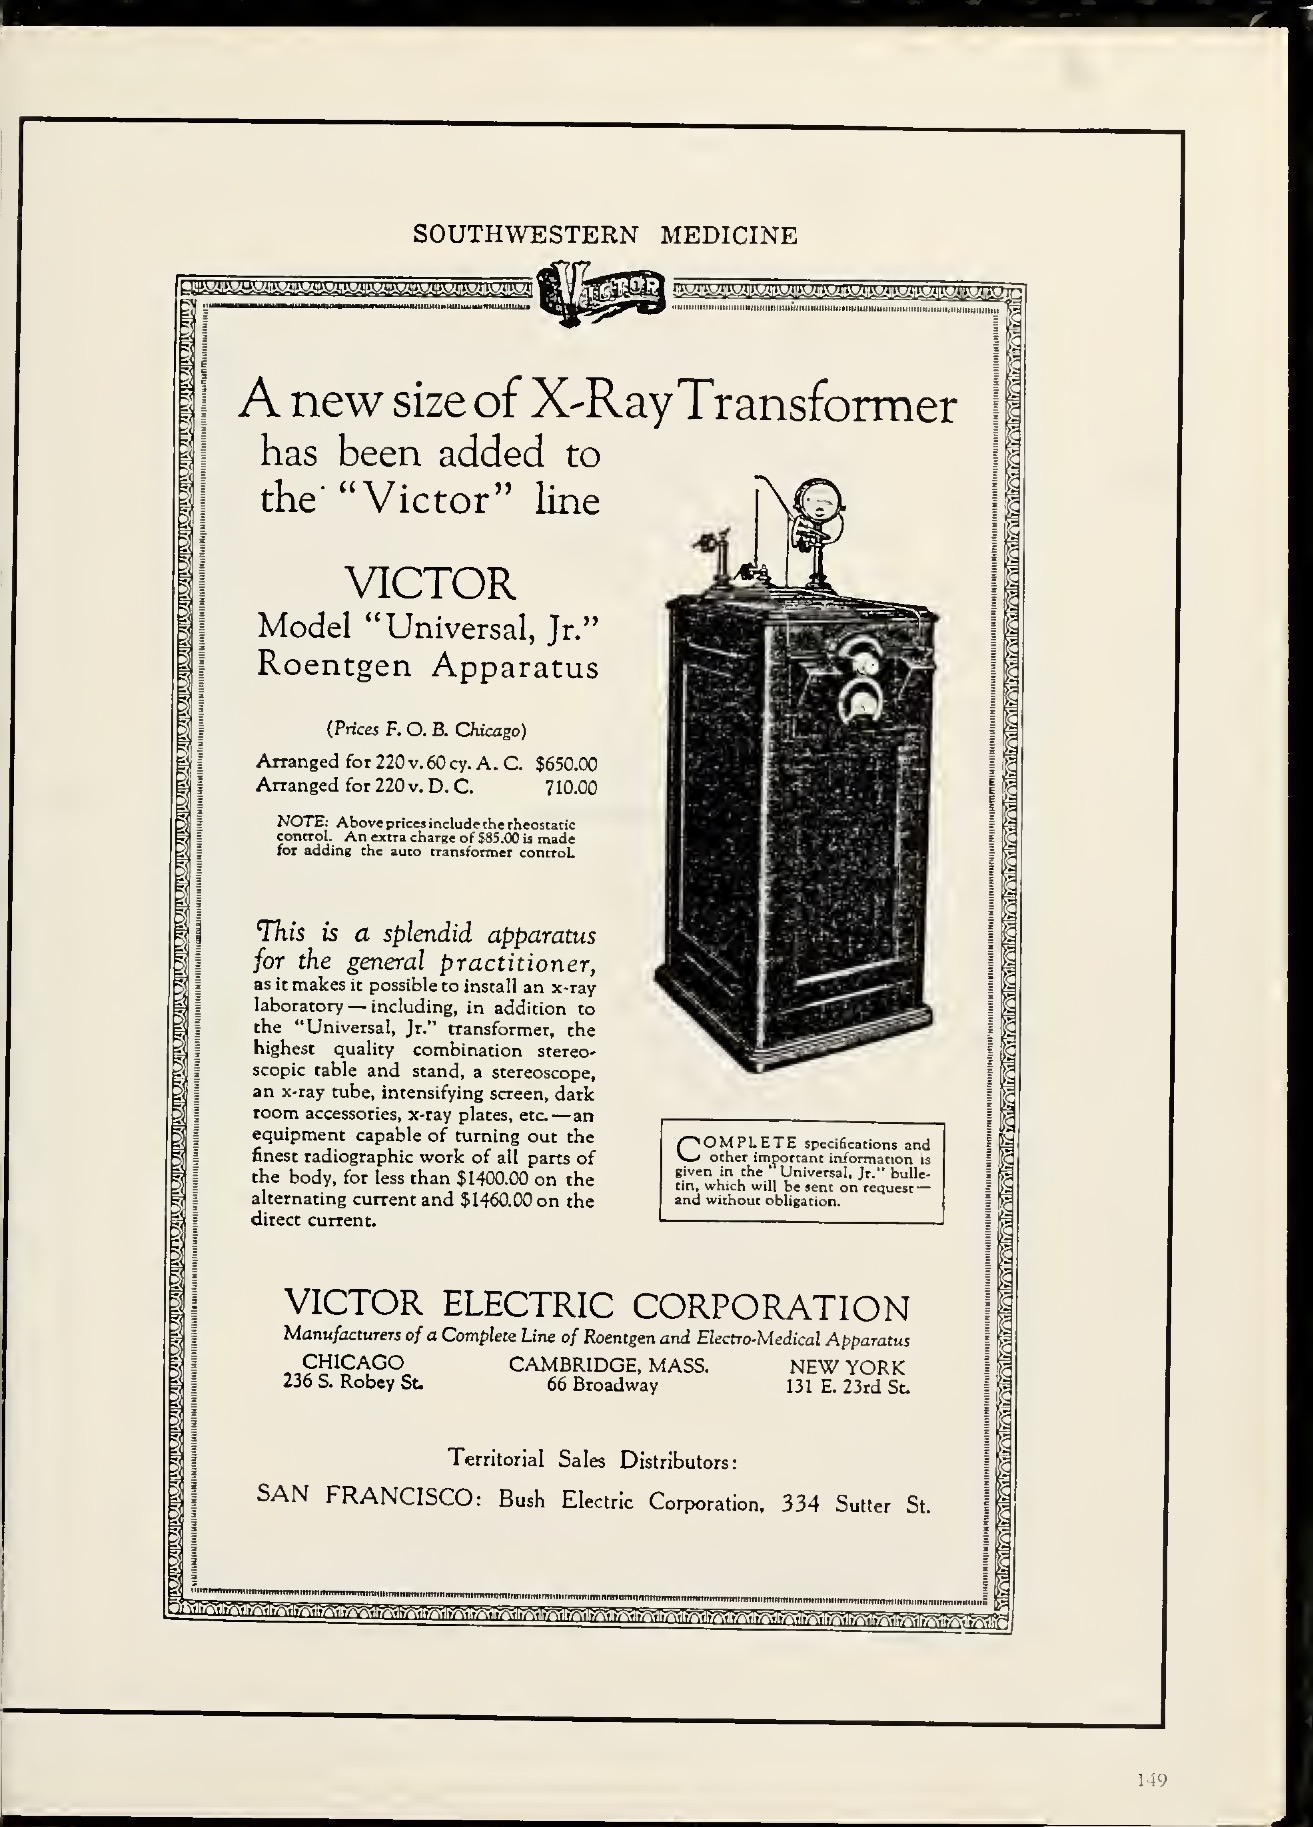 SOUTHWESTERN MEDICINE
VICTOR
A new size of X-Ray Transformer
has been added to
the "Victor" line
VICTOR
Model "Universal, Jr."
Roentgen Apparatus
(Prices F. O. B. Chicago)
Arranged for 220 v. 60 cy. A. C. $650.00
Arranged for 220 v. D. C. 710.00
NOTE: Above prices include the rheostatic
control. An extra charge of $85.00 is made
for adding the auto transformer control.
This is a splendid apparatus
for the general practitioner,
as it makes it possible to install an x-ray
laboratory — including, in addition to
the "Universal, Jr." transformer, the
highest quality combination stereo-
scopic table and stand, a stereoscope,
an x-ray tube, intensifying screen, dark
room accessories, x-ray plates, etc. — an
equipment capable of turning out the
finest radiographic work of all parts of
the body, for less than $1400.00 on the
alternating current and $1460.00 on the
direct current.
COMPLETE specifications and
other important information is
given in the "Universal, Jr." bulle-
tin, which will be sent on request —
and without obligation.
VICTOR ELECTRIC CORPORATION
Manufacturers of a Complete Line of Roentgen and Electro-Medical Apparatus
CHICAGO CAMBRIDGE, MASS. NEW YORK
236 S. Robey St. 66 Broadway 131 E. 23rd St.
Territorial Sales Distributors:
SAN FRANCISCO: Bush Electric Corporation, 334 Sutter St.
149